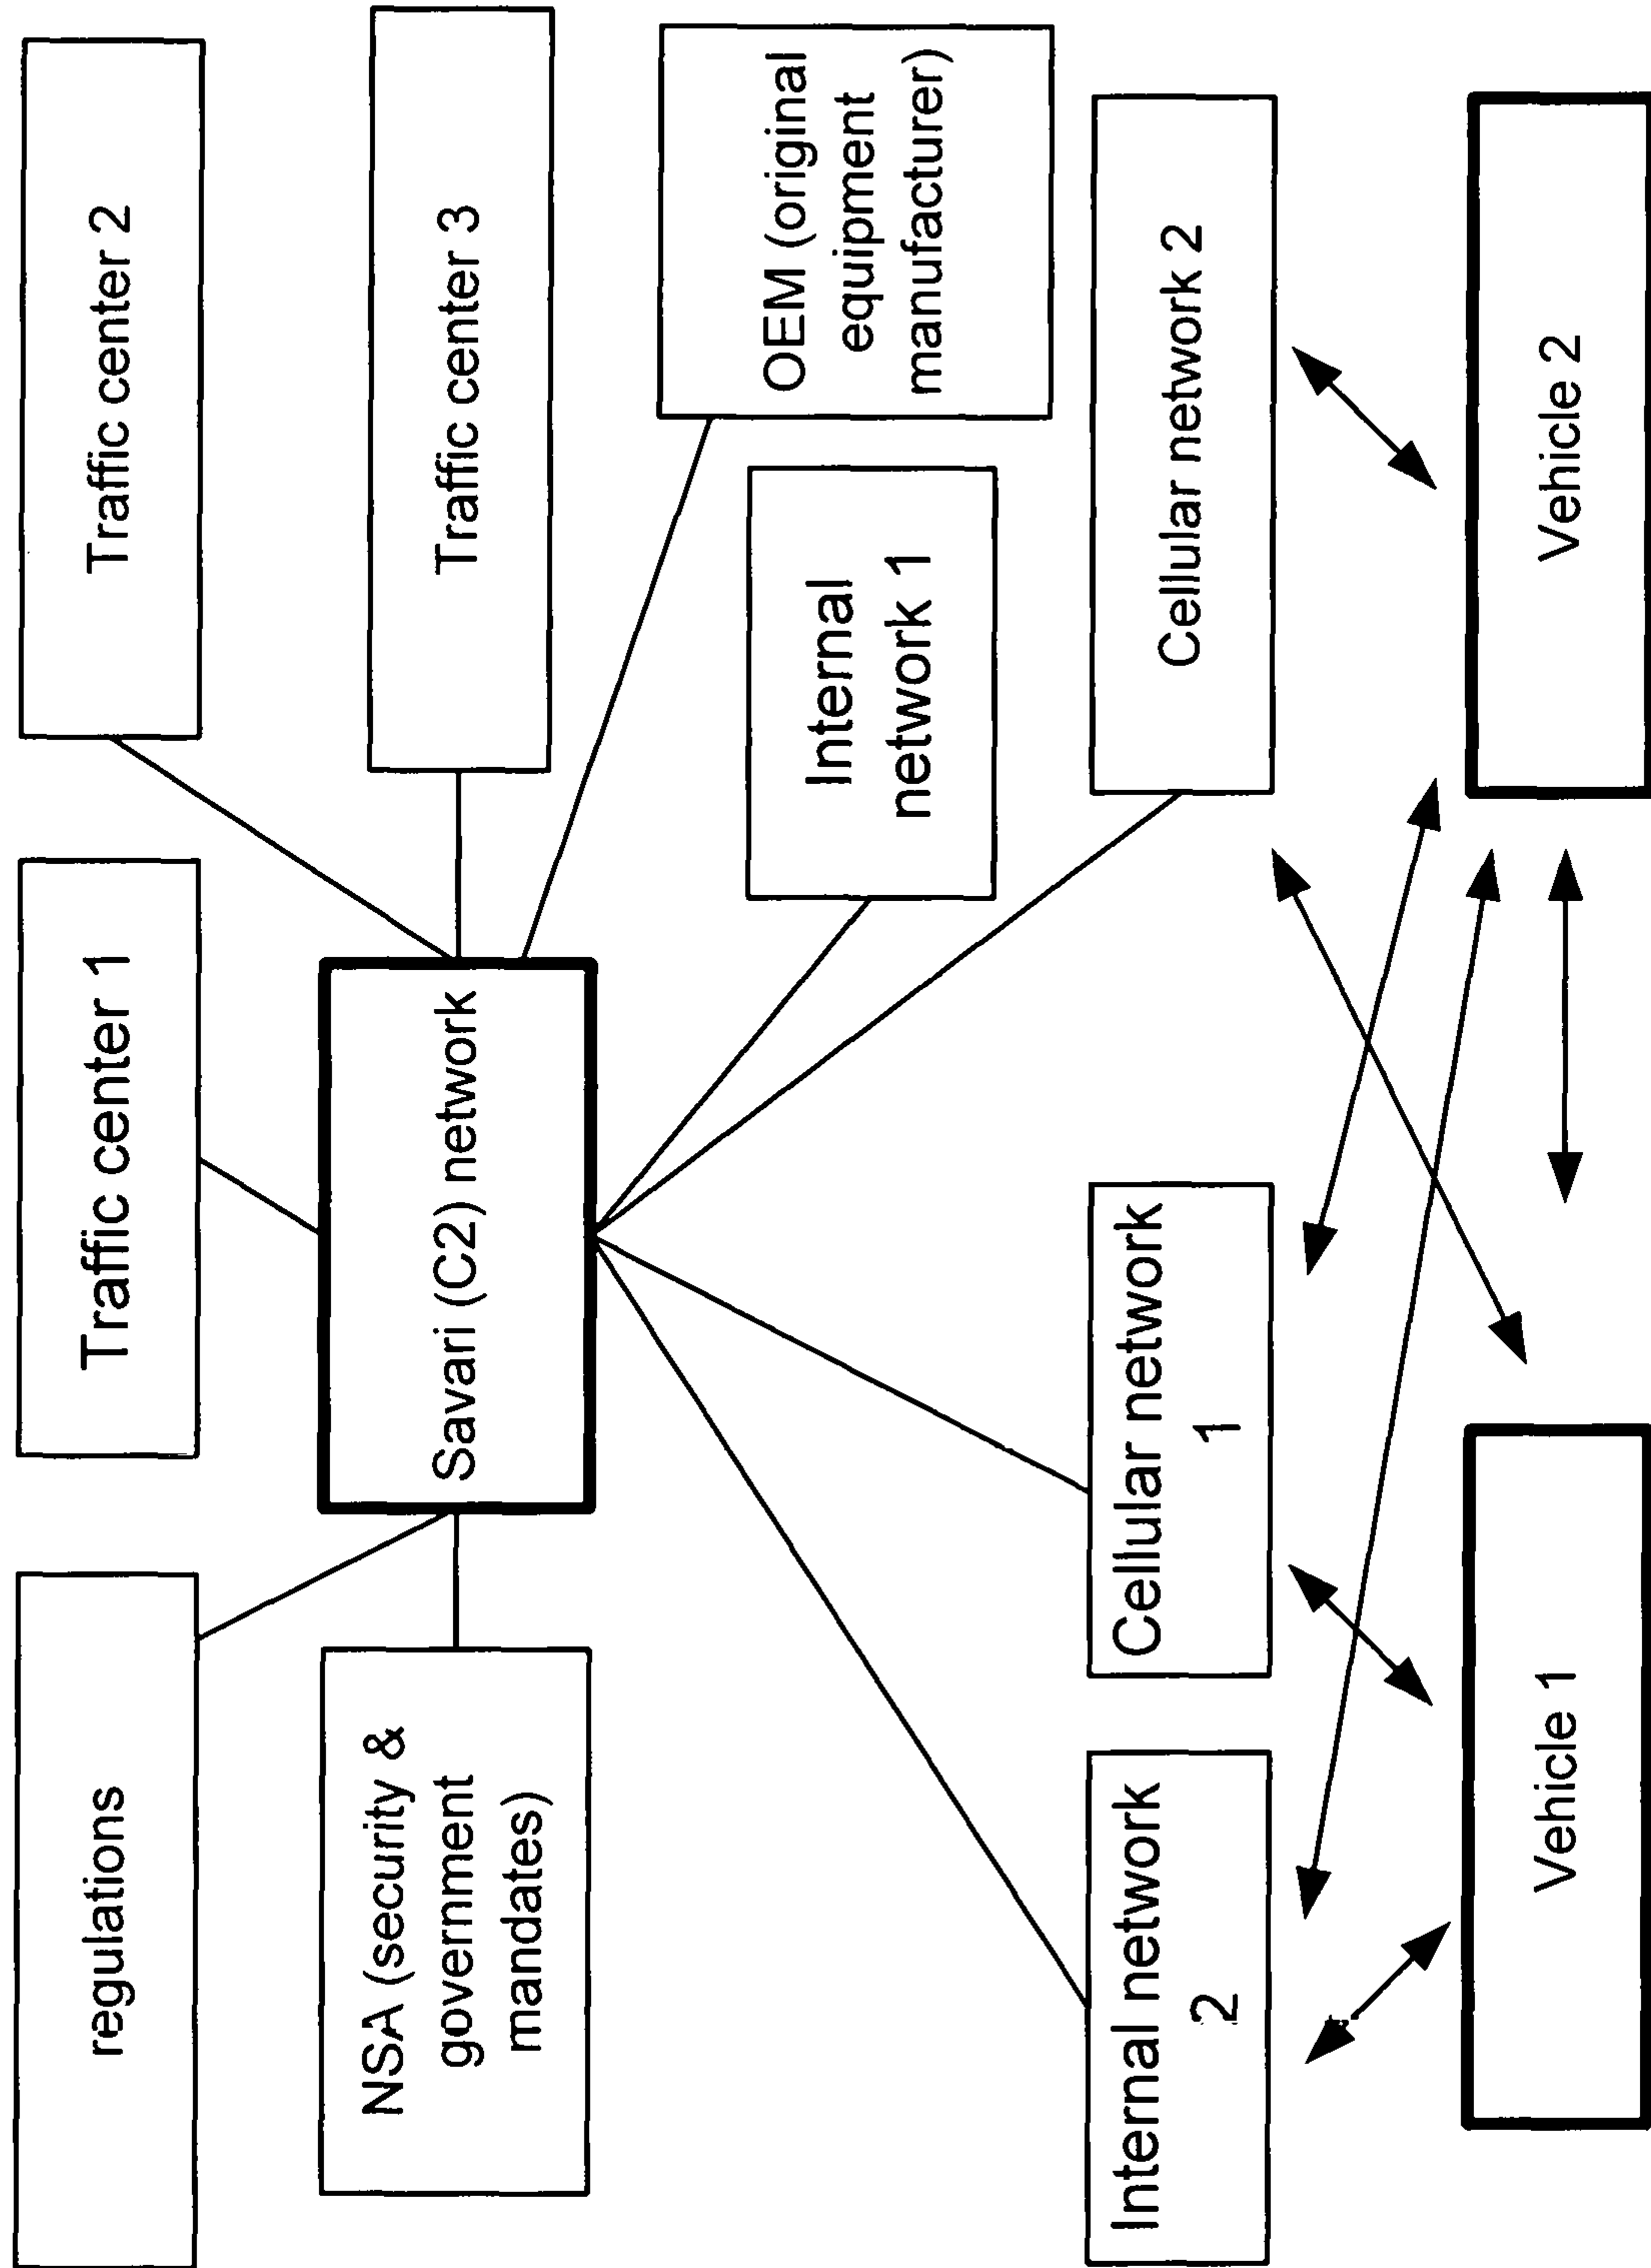 regulations
Traffic center 1
Traffic center 2
NSA (security &
government
mandates)
Savari (C2) network
Traffic center 3
OEM (original
equipment
manufacturer)
Internal
network 1
Internal network
2
Cellular network
1
Cellular network 2
Vehicle 1
Vehicle 2